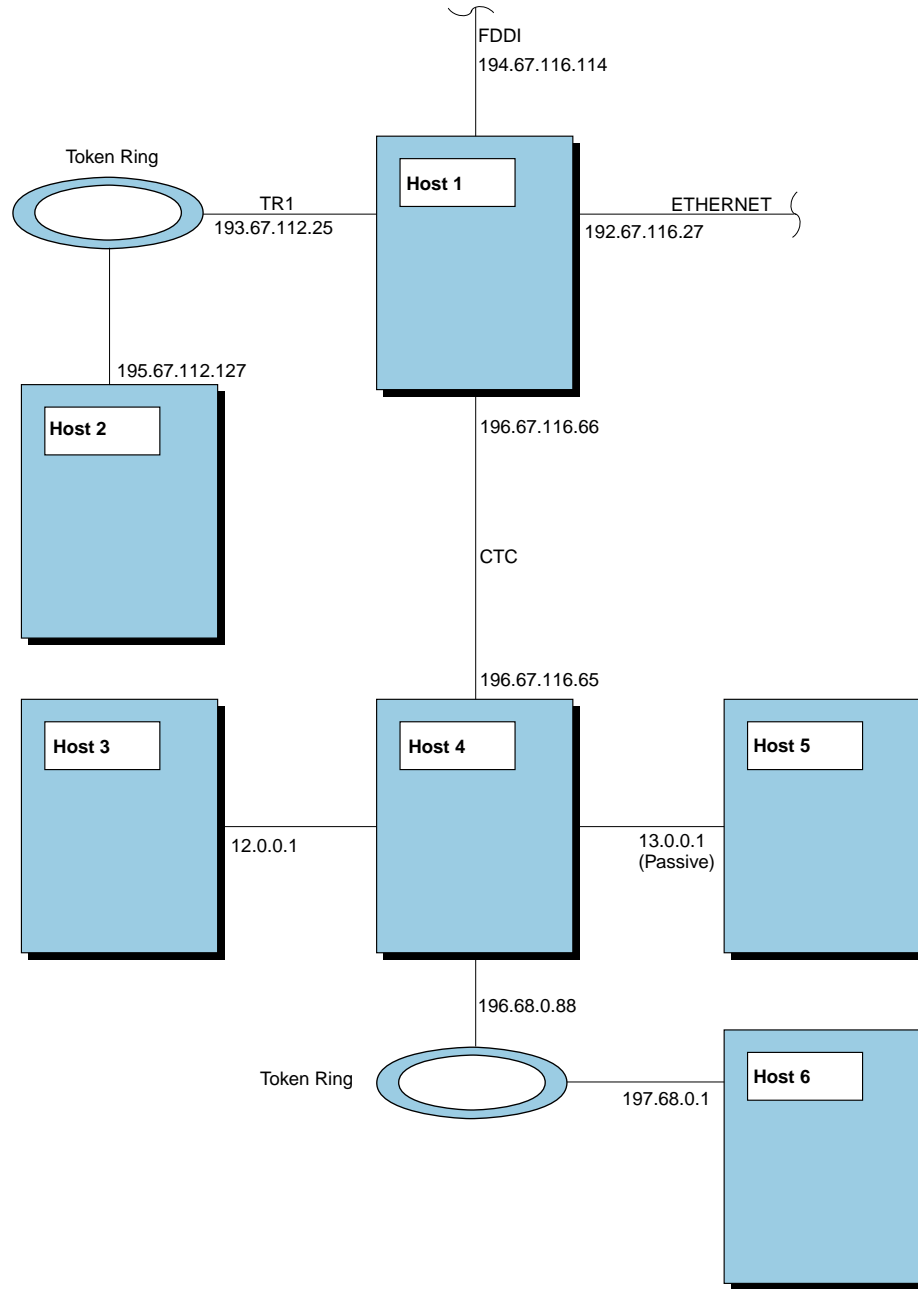 FDDI
194.67.116.114
Token Ring
Host 1
TR1
193.67.112.25
ETHERNET
192.67.116.27
195.67.112.127
Host 2
196.67.116.66
CTC
196.67.116.65
Host 3
Host 4
Host 5
12.0.0.1
13.0.0.1
(Passive)
196.68.0.88
Token Ring
Host 6
197.68.0.1